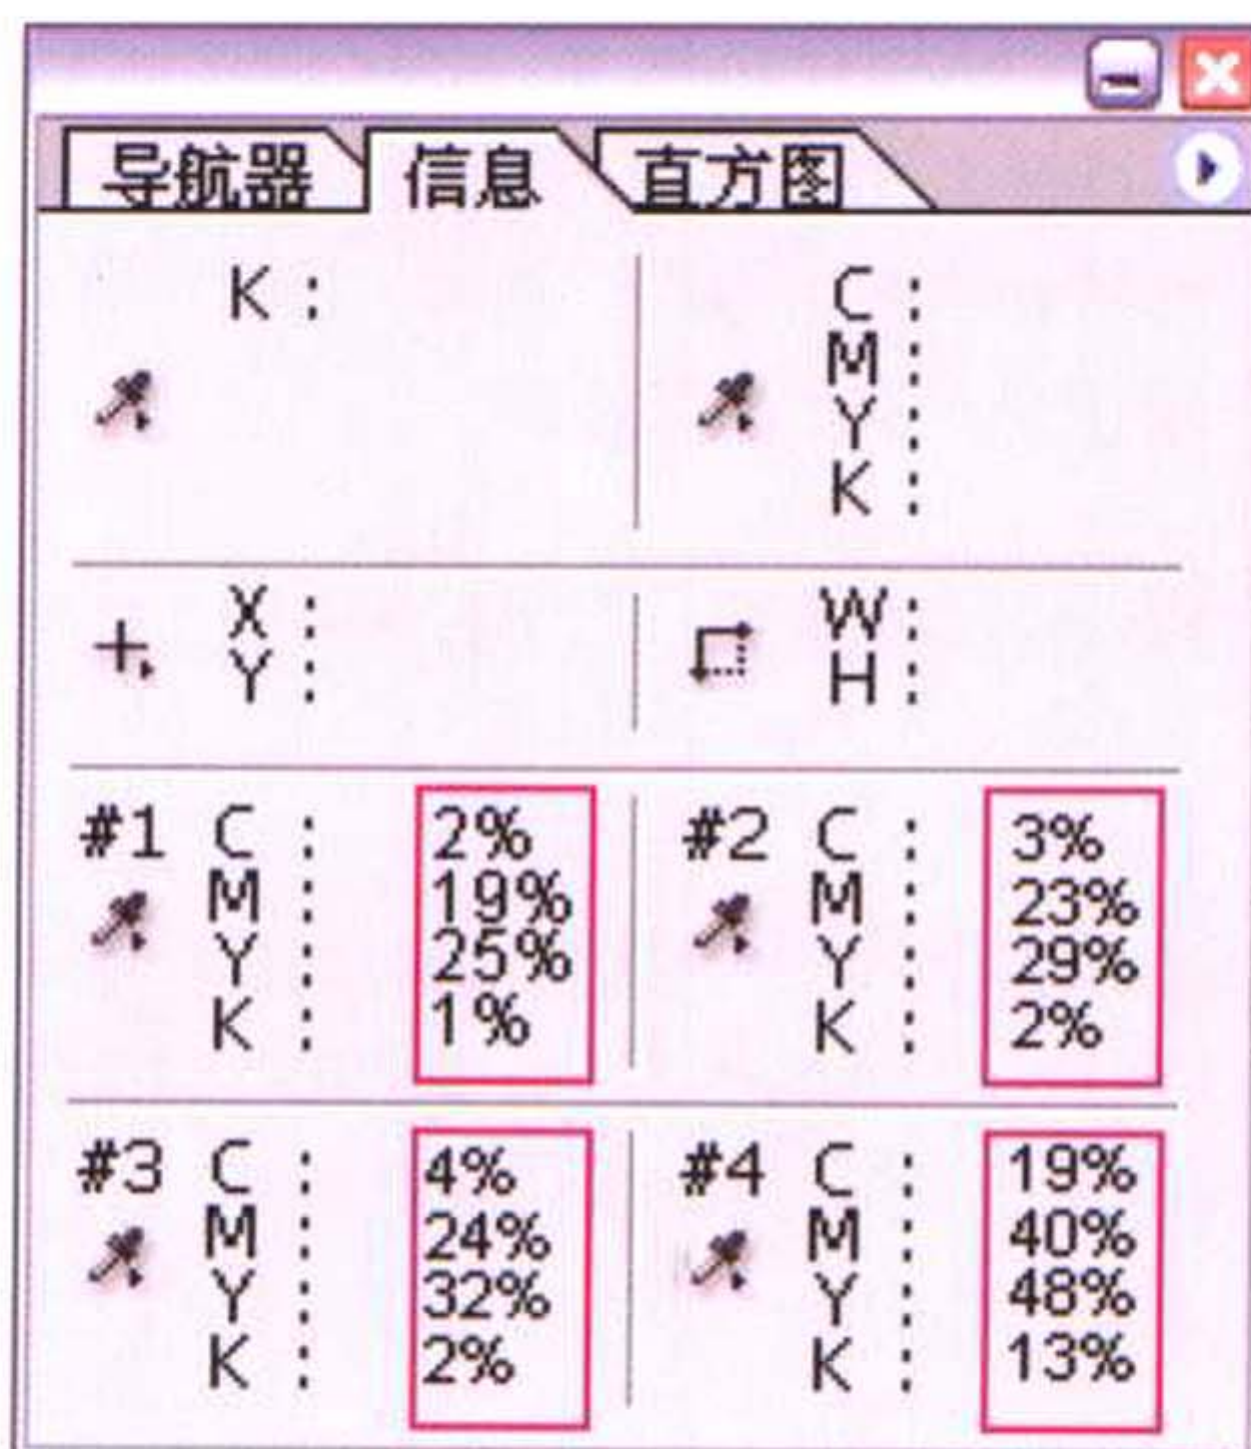 导航器 信息 直方图
K :
C :
M :
Y :
K :
X :
Y :
W :
H :
#1 C : 2%
M : 19%
Y : 25%
K : 1%
#2 C : 3%
M : 23%
Y : 29%
K : 2%
#3 C : 4%
M : 24%
Y : 32%
K : 2%
#4 C : 19%
M : 40%
Y : 48%
K : 13%